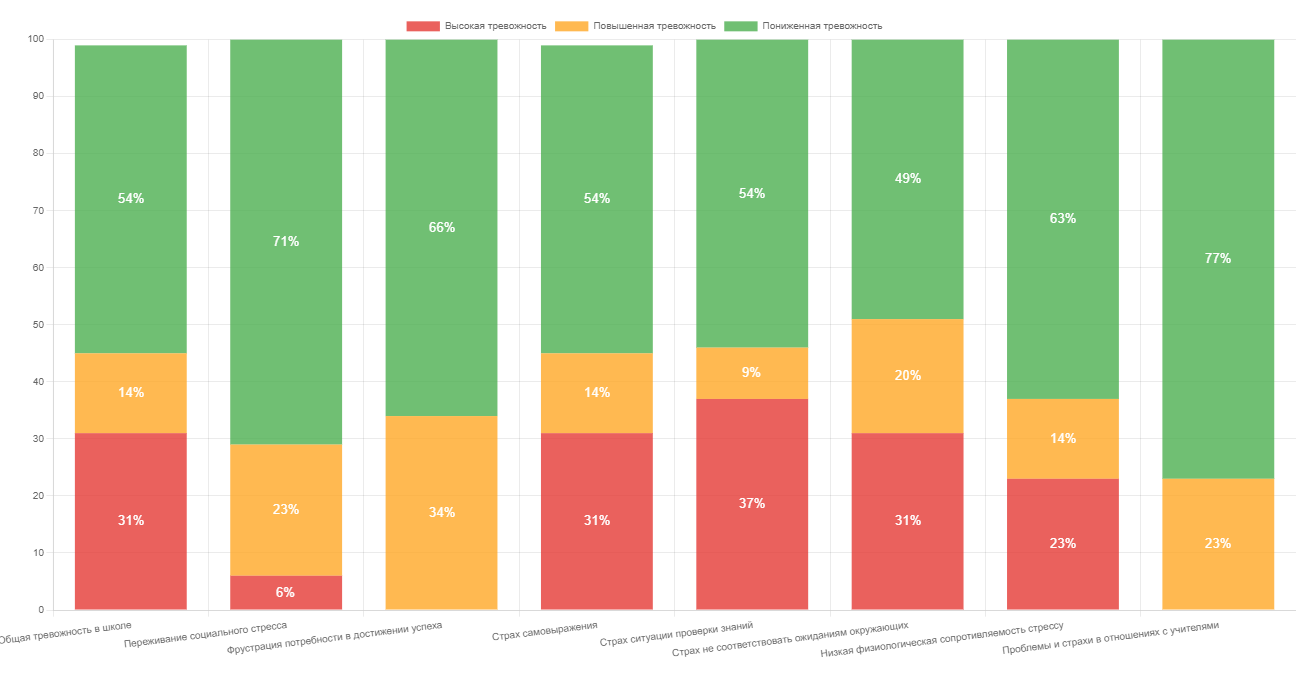 Высокая тревожность Повышенная тревожность Пониженная тревожность
100
90
80
70
60
50
40
30
20
10
0
54% 71% 66% 54% 54% 49% 63% 77%
14% 23% 34% 14% 9% 20% 14% 23%
31% 6% 31% 37% 31% 23%
Общая тревожность в школе
Переживание социального стресса
Фрустрация потребности в достижении успеха
Страх самовыражения
Страх ситуации проверки знаний
Страх не соответствовать ожиданиям окружающих
Низкая физиологическая сопротивляемость стрессу
Проблемы и страхи в отношениях с учителями